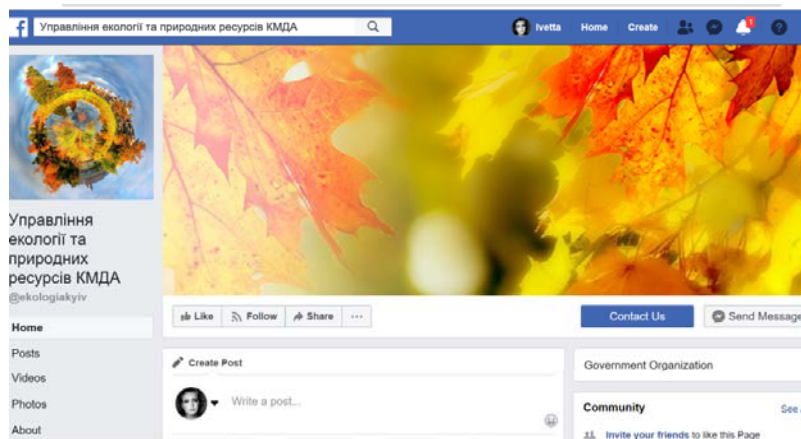 Управління екології та природних ресурсів КМДА
Ivetta Home Create 1
Управління
екології та
природних
ресурсів КМДА
@ekologiakyiv
Home
Posts
Videos
Photos
About
Like Follow Share ...
Contact Us
Send Message
Create Post
Write a post...
Government Organization
Community
See
Invite your friends to like this Page